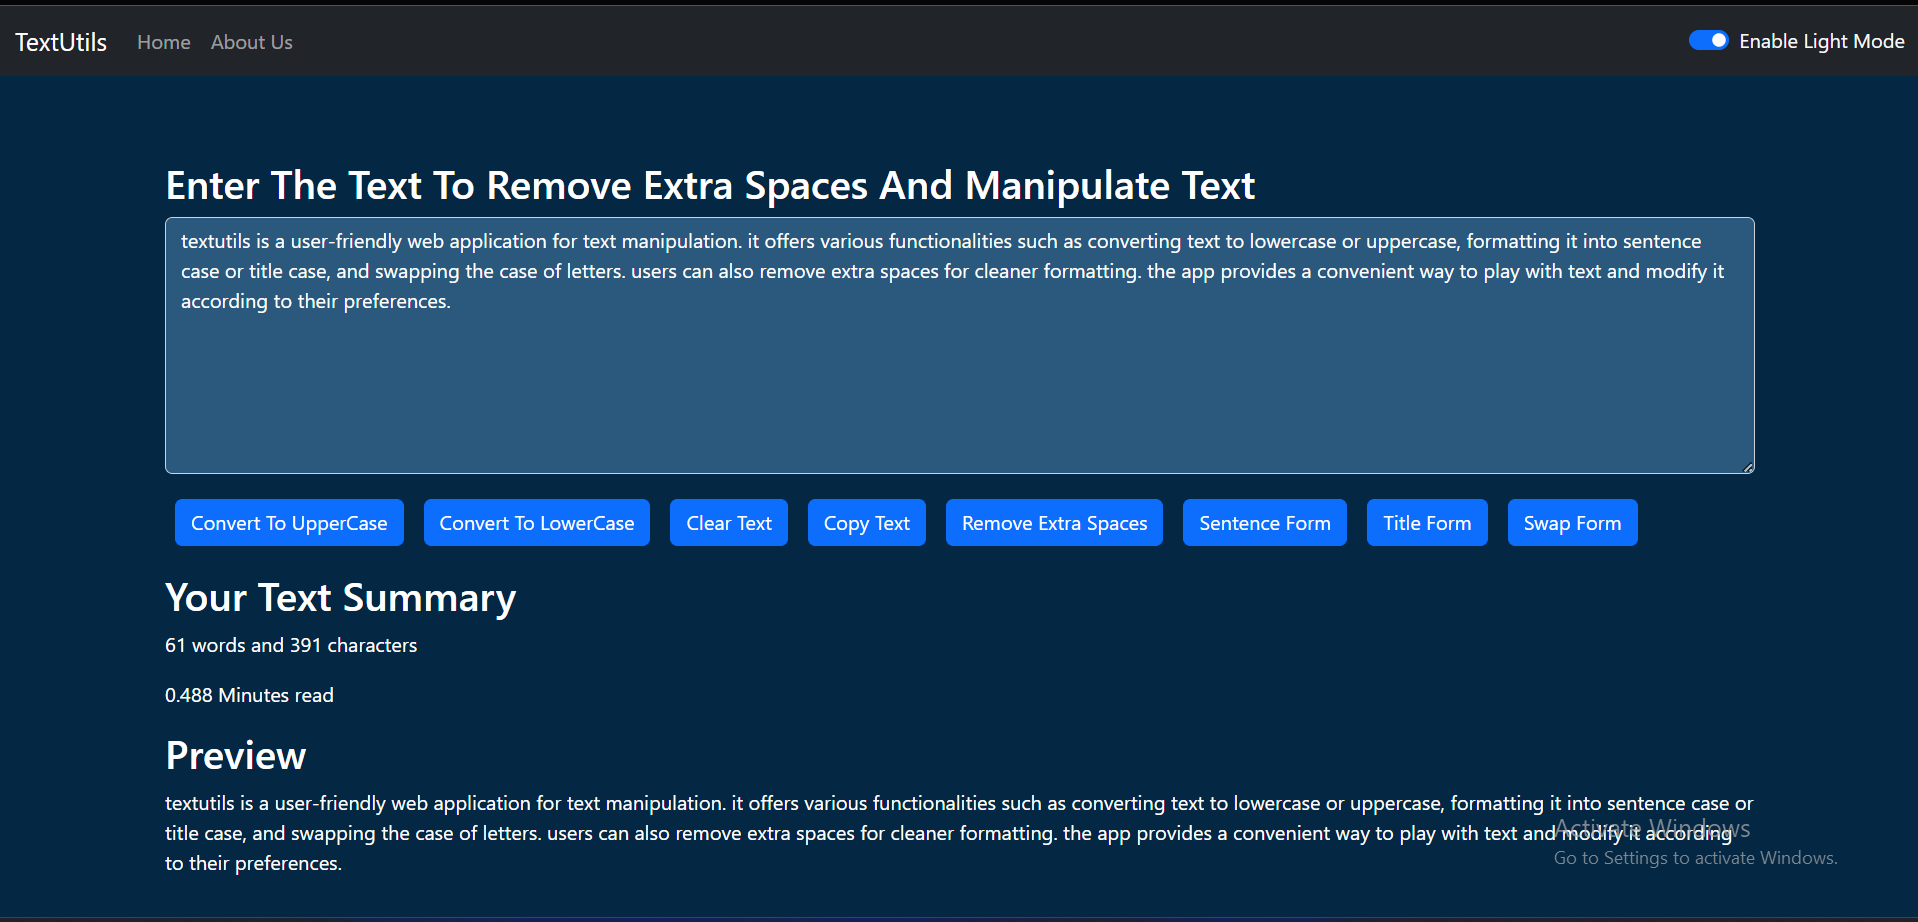 TextUtils Home About Us Enable Light Mode
Enter The Text To Remove Extra Spaces And Manipulate Text
textutils is a user-friendly web application for text manipulation. it offers various functionalities such as converting text to lowercase or uppercase, formatting it into sentence
case or title case, and swapping the case of letters. users can also remove extra spaces for cleaner formatting. the app provides a convenient way to play with text and modify it
according to their preferences.
Convert To UpperCase Convert To LowerCase Clear Text Copy Text Remove Extra Spaces Sentence Form Title Form Swap Form
Your Text Summary
61 words and 391 characters
0.488 Minutes read
Preview
textutils is a user-friendly web application for text manipulation. it offers various functionalities such as converting text to lowercase or uppercase, formatting it into sentence case or
title case, and swapping the case of letters. users can also remove extra spaces for cleaner formatting. the app provides a convenient way to play with text and modify it according
to their preferences.
Activate Windows
Go to Settings to activate Windows.